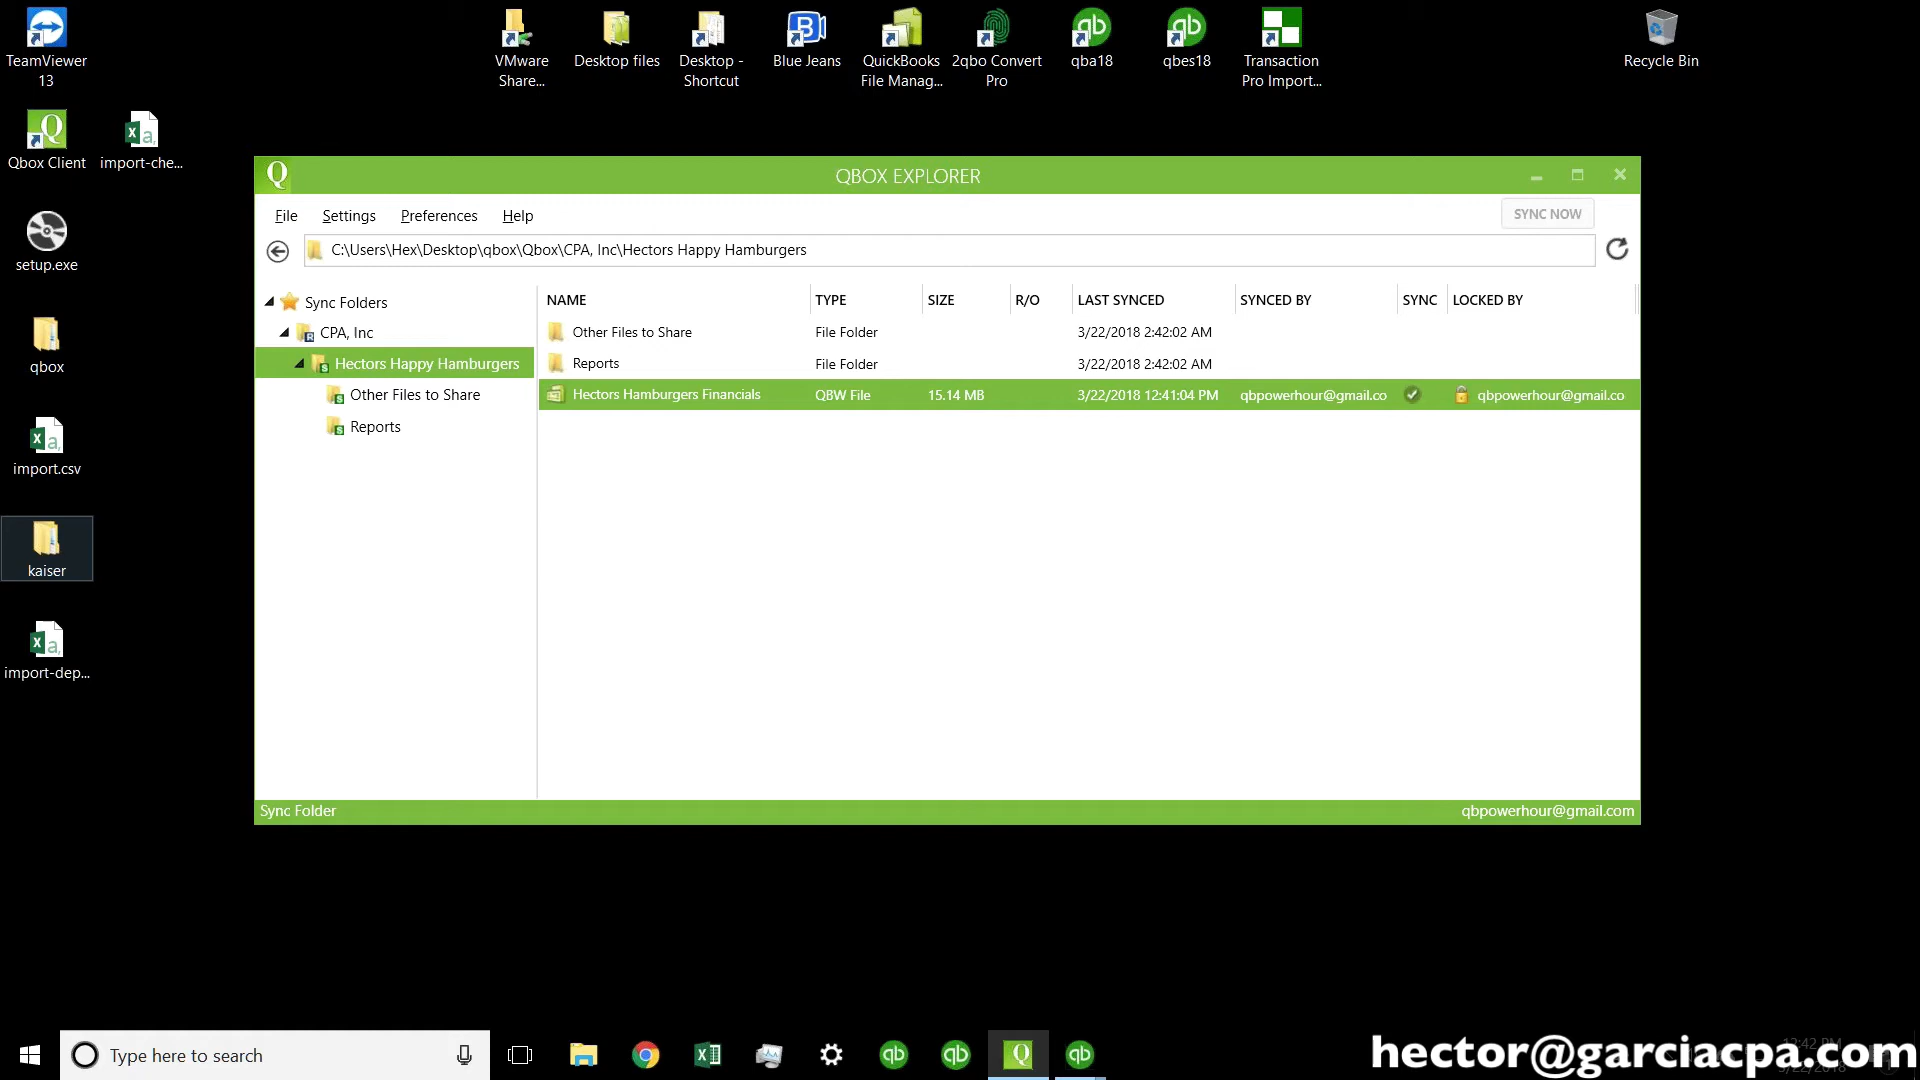 TeamViewer
13
VMware
Share...
Desktop files
Desktop -
Shortcut
Blue Jeans
QuickBooks
File Manag...
2qbo Convert
Pro
qba18
qbes18
Transaction
Pro Import...
Recycle Bin
Qbox Client
import-che...
setup.exe
qbox
import.csv
kaiser
import-dep...
QBOX EXPLORER
File Settings Preferences Help
SYNC NOW
C:\Users\Hex\Desktop\qbox\Qbox\CPA, Inc\Hectors Happy Hamburgers
Sync Folders
CPA, Inc
Hectors Happy Hamburgers
Other Files to Share
Reports
NAME TYPE SIZE R/O LAST SYNCED SYNCED BY SYNC LOCKED BY
Other Files to Share File Folder 3/22/2018 2:42:02 AM
Reports File Folder 3/22/2018 2:42:02 AM
Hectors Hamburgers Financials QBW File 15.14 MB 3/22/2018 12:41:04 PM qbpowerhour@gmail.co qbpowerhour@gmail.co
Sync Folder qbpowerhour@gmail.com
Type here to search
12:42 PM
hector@garciacpa.com